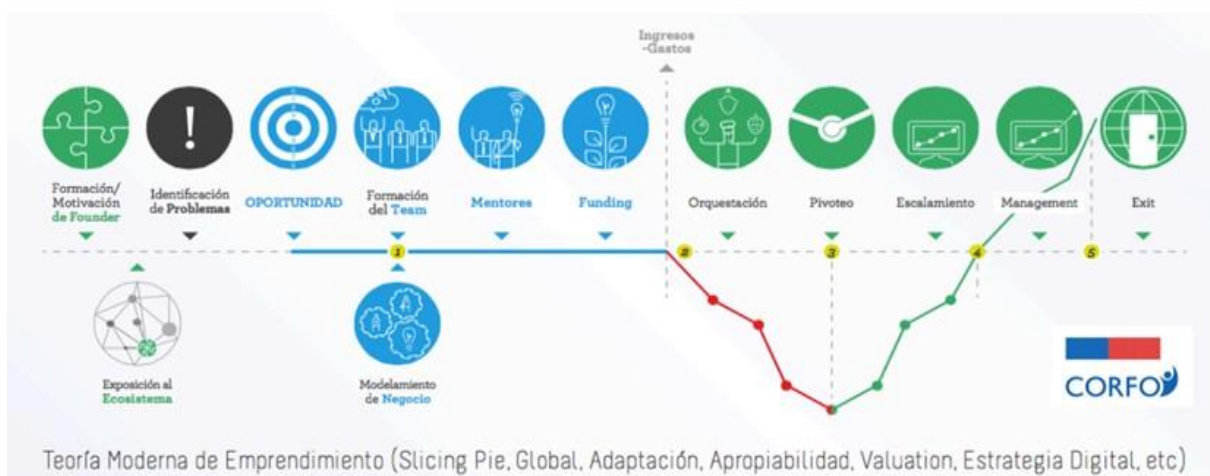 Ingresos
-Gastos
Formación/
Motivación
de Founder
Identificación
de Problemas
OPORTUNIDAD
Formación
del Team
Mentores
Funding
Orquestación
Pivoteo
Escalamiento
Management
Exit
1
2
3
4
5
Exposición al
Ecosistema
Modelamiento
de Negocio
CORFO
Teoría Moderna de Emprendimiento (Slicing Pie, Global, Adaptación, Apropiabilidad, Valuation, Estrategia Digital, etc)